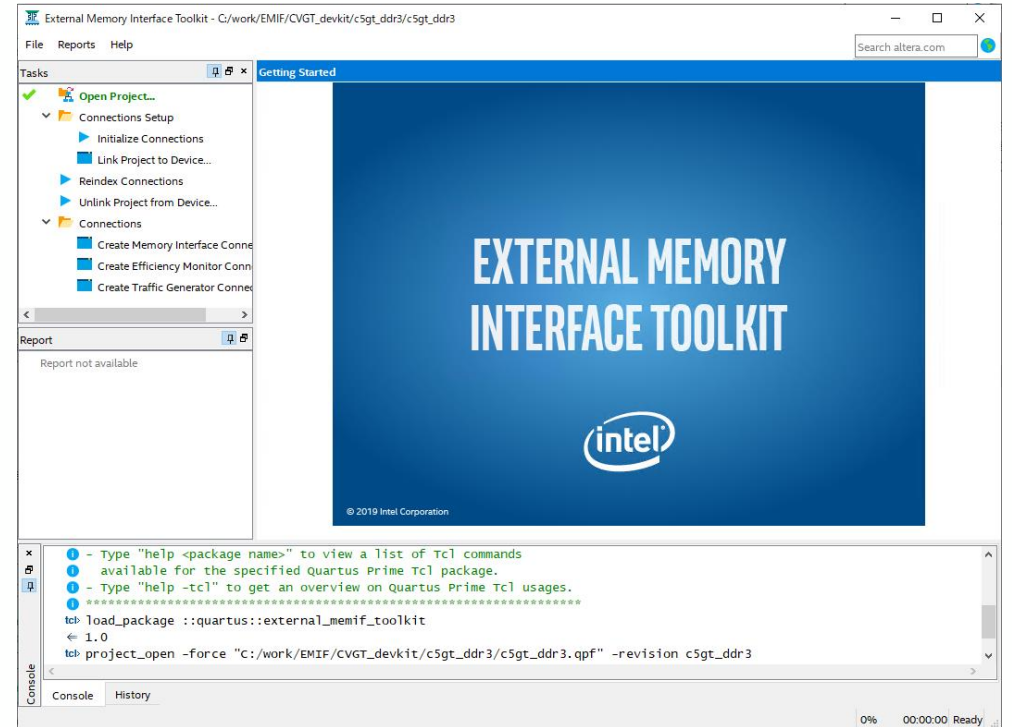 External Memory Interface Toolkit - C:/work/EMIF/CVGT_devkit/c5gt_ddr3/c5gt_ddr3
File Reports Help
Search altera.com
Tasks
Getting Started
Open Project...
Connections Setup
Initialize Connections
Link Project to Device...
Reindex Connections
Unlink Project from Device...
Connections
Create Memory Interface Conne
Create Efficiency Monitor Conn
Create Traffic Generator Connec
Report
Report not available
EXTERNAL MEMORY
INTERFACE TOOLKIT
intel
© 2019 Intel Corporation
- Type "help <package name>" to view a list of Tcl commands
available for the specified Quartus Prime Tcl package.
- Type "help -tcl" to get an overview on Quartus Prime Tcl usages.
*******************************************************************
tcl> load_package ::quartus::external_memif_toolkit
⇐ 1.0
tcl> project_open -force "C:/work/EMIF/CVGT_devkit/c5gt_ddr3/c5gt_ddr3.qpf" -revision c5gt_ddr3
Console
Console History
0% 00:00:00 Ready